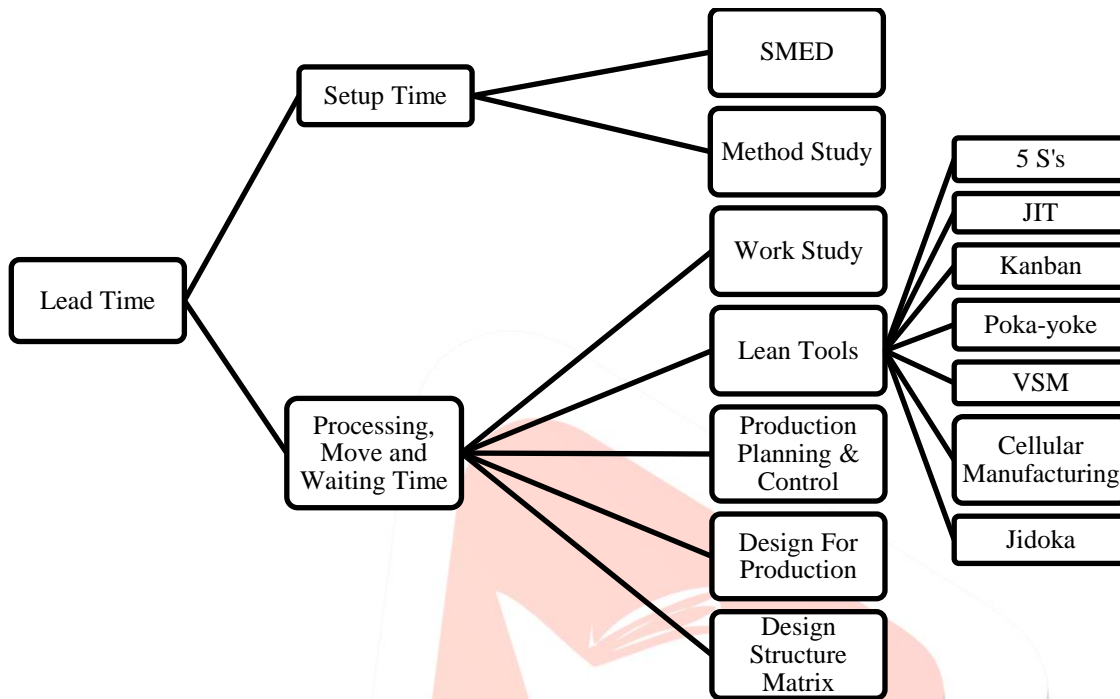 Lead Time
Setup Time
Processing,
Move and
Waiting Time
SMED
Method Study
Work Study
Lean Tools
Production
Planning &
Control
Design For
Production
Design
Structure
Matrix
5 S's
JIT
Kanban
Poka-yoke
VSM
Cellular
Manufacturing
Jidoka